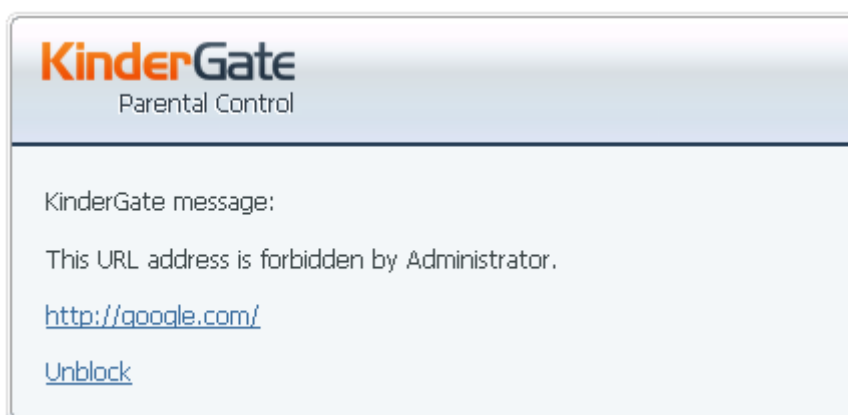 KinderGate
Parental Control
KinderGate message:
This URL address is forbidden by Administrator.
http://google.com/
Unblock